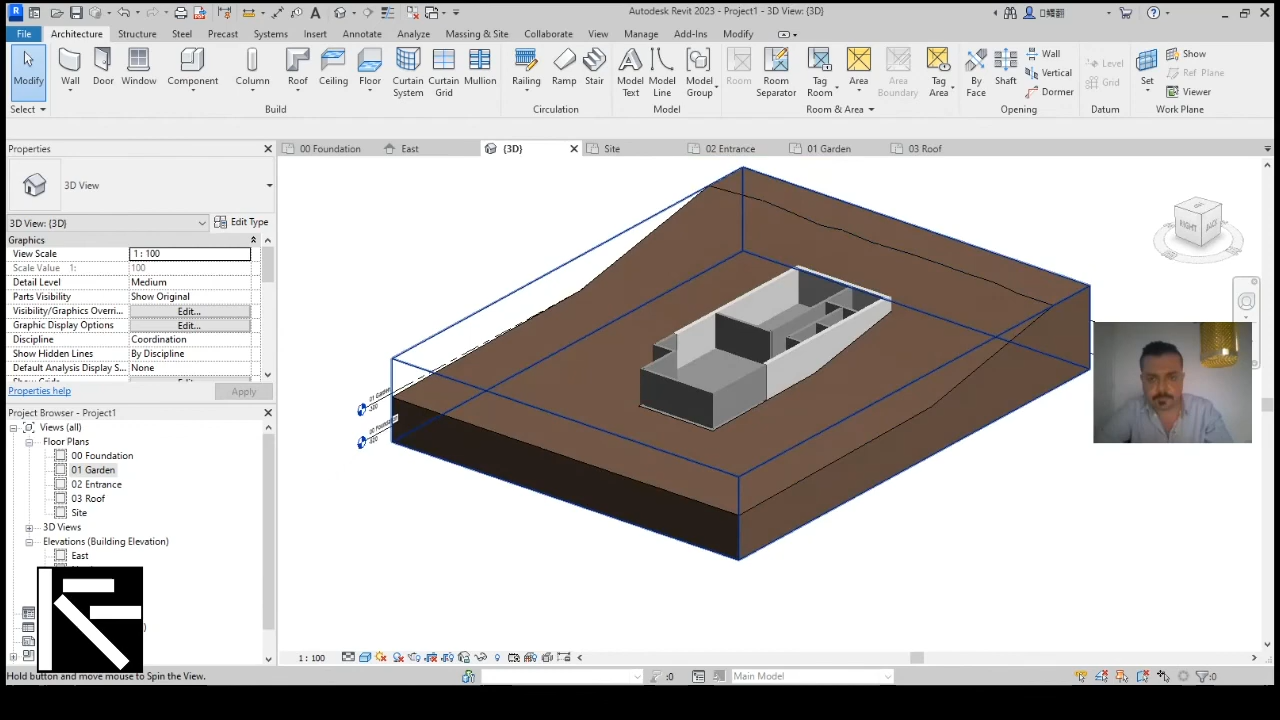 Autodesk Revit 2023 - Project1 - 3D View: {3D}
File Architecture Structure Steel Precast Systems Insert Annotate Analyze Massing & Site Collaborate View Manage Add-Ins Modify
Modify Wall Door Window Component Column Roof Ceiling Floor Curtain System Curtain Grid Mullion Railing Ramp Stair Model Text Model Line Model Group Room Room Separator Tag Room Area Area Boundary Tag Area By Face Shaft Wall Vertical Dormer Level Grid Set Show Ref Plane Viewer
Select Build Circulation Model Room & Area Opening Datum Work Plane
Properties
00 Foundation East {3D} Site 02 Entrance 01 Garden 03 Roof
3D View
3D View: {3D} Edit Type
Graphics
View Scale 1 : 100
Scale Value 1: 100
Detail Level Medium
Parts Visibility Show Original
Visibility/Graphics Overri... Edit...
Graphic Display Options Edit...
Discipline Coordination
Show Hidden Lines By Discipline
Default Analysis Display S... None
Properties help Apply
Project Browser - Project1
Views (all)
Floor Plans
00 Foundation
01 Garden
02 Entrance
03 Roof
Site
3D Views
Elevations (Building Elevation)
East
01 Garden
RIGHT BACK
1 : 100
Hold button and move mouse to Spin the View.
:0 Main Model :0